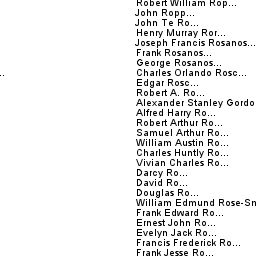 Robert William Rop...
John Ropp...
John Te Ro...
Henry Murray Ror...
Joseph Francis Rosanos...
Frank Rosanos...
George Rosanos...
...
Charles Orlando Rosc...
Edgar Rosc...
Robert A. Ro...
Alexander Stanley Gordo
Alfred Harry Ro...
Robert Arthur Ro...
Samuel Arthur Ro...
William Austin Ro...
Charles Huntly Ro...
Vivian Charles Ro...
Darcy Ro...
David Ro...
Douglas Ro...
William Edmund Rose-Sn
Frank Edward Ro...
Ernest John Ro...
Evelyn Jack Ro...
Francis Frederick Ro...
Frank Jesse Ro...